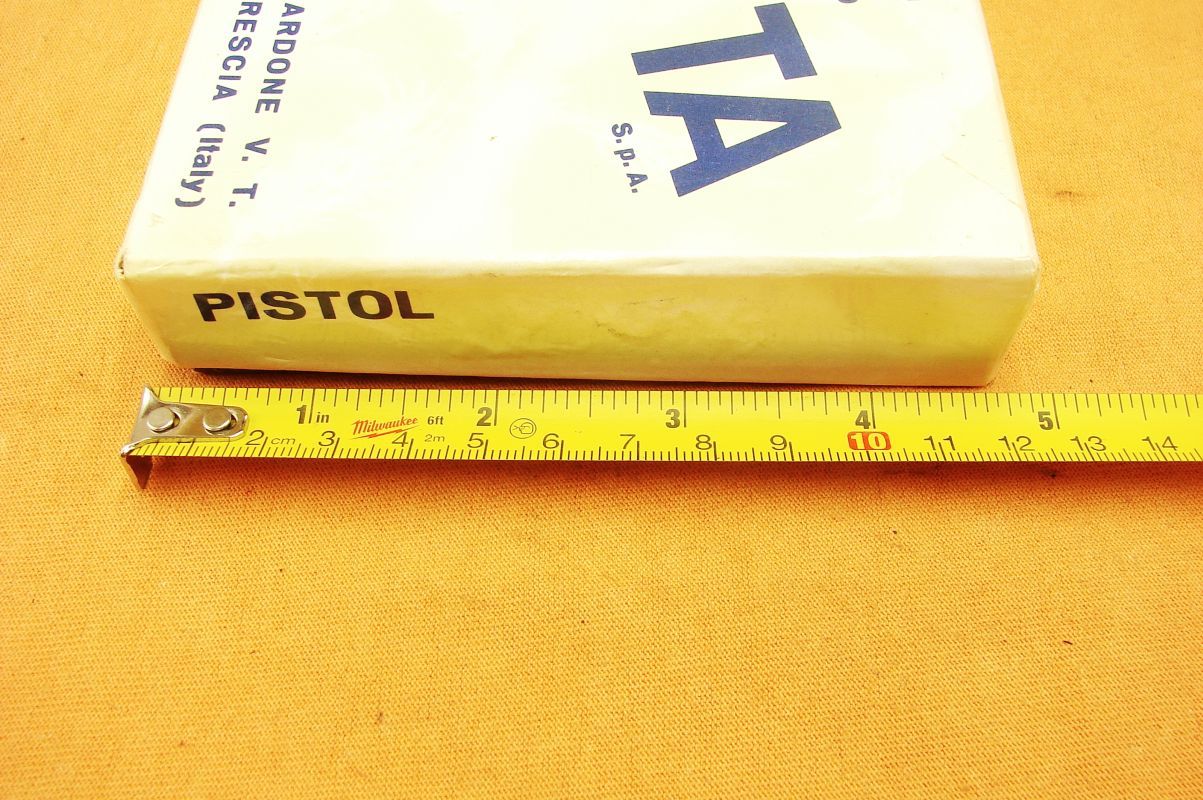 TA
S.p.A.
ARDONE V. T.
RESCIA (Italy)
PISTOL
1 in Milwaukee 6ft 2 3 4 5
2 cm 3 4 2m 5 6 7 8 9 10 11 12 13 14